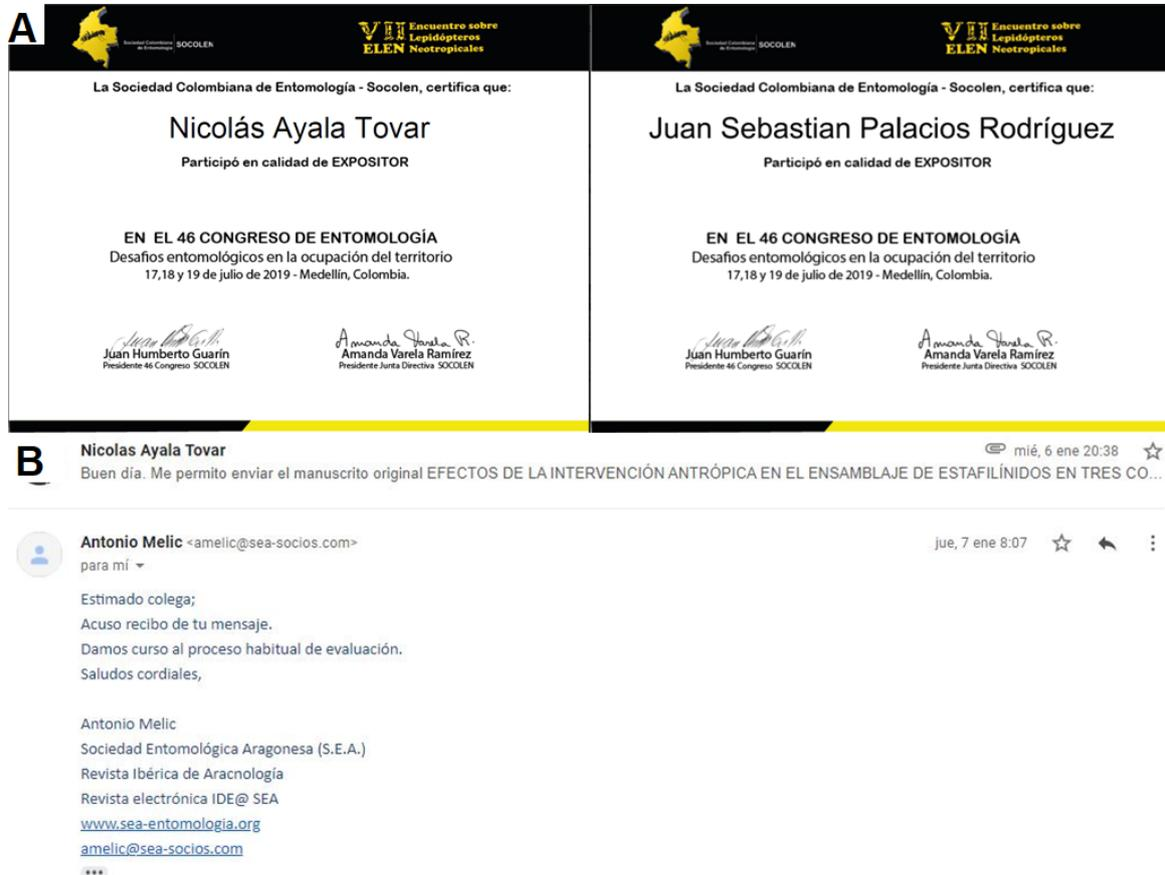 A
Sociedad Colombiana
de Entomología
SOCOLEN
VII Encuentro sobre
Lepidópteros
ELEN Neotropicales
La Sociedad Colombiana de Entomología - Socolen, certifica que:
Nicolás Ayala Tovar
Participó en calidad de EXPOSITOR
EN EL 46 CONGRESO DE ENTOMOLOGÍA
Desafios entomológicos en la ocupación del territorio
17,18 y 19 de julio de 2019 - Medellín, Colombia.
Juan Humberto Guarín
Presidente 46 Congreso SOCOLEN
Amanda Varela R.
Amanda Varela Ramírez
Presidente Junta Directiva SOCOLEN
Sociedad Colombiana
de Entomología
SOCOLEN
VII Encuentro sobre
Lepidópteros
ELEN Neotropicales
La Sociedad Colombiana de Entomología - Socolen, certifica que:
Juan Sebastian Palacios Rodríguez
Participó en calidad de EXPOSITOR
EN EL 46 CONGRESO DE ENTOMOLOGÍA
Desafios entomológicos en la ocupación del territorio
17,18 y 19 de julio de 2019 - Medellín, Colombia.
Juan Humberto Guarín
Presidente 46 Congreso SOCOLEN
Amanda Varela R.
Amanda Varela Ramírez
Presidente Junta Directiva SOCOLEN
B
Nicolas Ayala Tovar mié, 6 ene 20:38
Buen día. Me permito enviar el manuscrito original EFECTOS DE LA INTERVENCIÓN ANTRÓPICA EN EL ENSAMBLAJE DE ESTAFILÍNIDOS EN TRES CO...
Antonio Melic <amelic@sea-socios.com> jue, 7 ene 8:07
para mí
Estimado colega;
Acuso recibo de tu mensaje.
Damos curso al proceso habitual de evaluación.
Saludos cordiales,
Antonio Melic
Sociedad Entomológica Aragonesa (S.E.A.)
Revista Ibérica de Aracnología
Revista electrónica IDE@ SEA
www.sea-entomologia.org
amelic@sea-socios.com